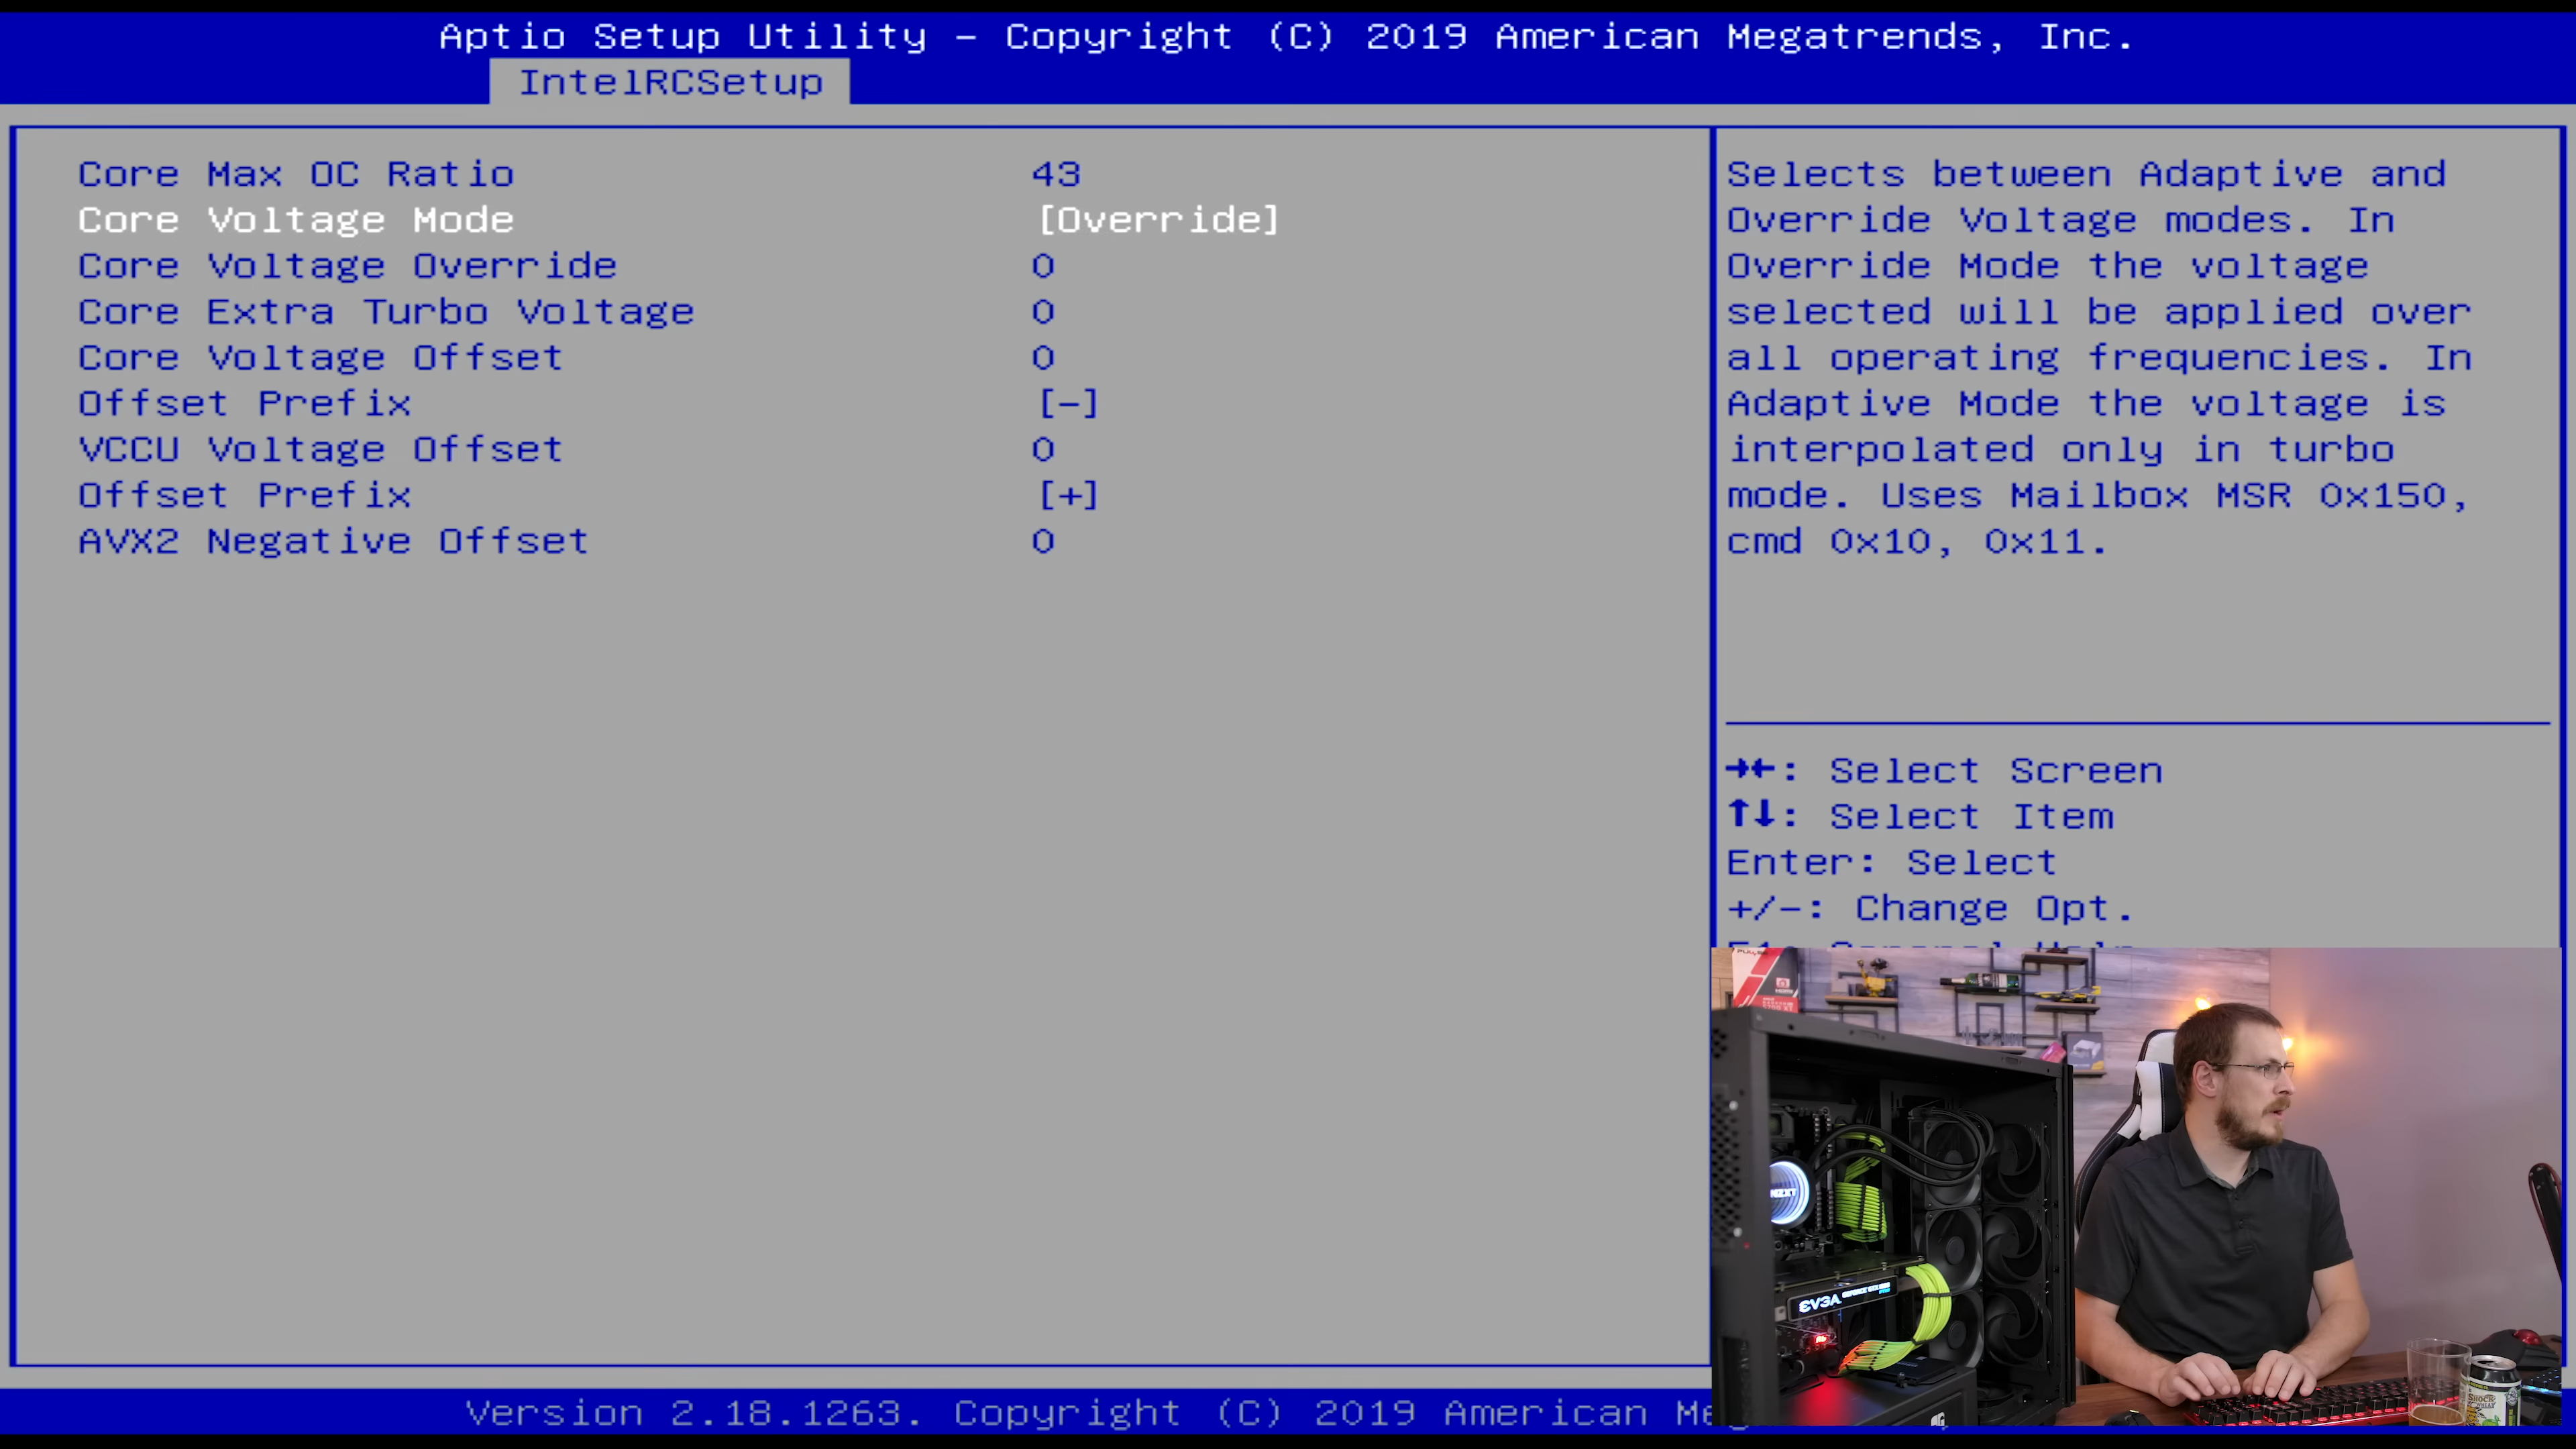 Aptio Setup Utility – Copyright (C) 2019 American Megatrends, Inc.
IntelRCSetup
Core Max OC Ratio 43
Core Voltage Mode [Override]
Core Voltage Override 0
Core Extra Turbo Voltage 0
Core Voltage Offset 0
Offset Prefix [-]
VCCU Voltage Offset 0
Offset Prefix [+]
AVX2 Negative Offset 0
Selects between Adaptive and
Override Voltage modes. In
Override Mode the voltage
selected will be applied over
all operating frequencies. In
Adaptive Mode the voltage is
interpolated only in turbo
mode. Uses Mailbox MSR 0x150,
cmd 0x10, 0x11.
→←: Select Screen
↑↓: Select Item
Enter: Select
+/-: Change Opt.
NZXT
EVGA
Version 2.18.1263. Copyright (C) 2019 American